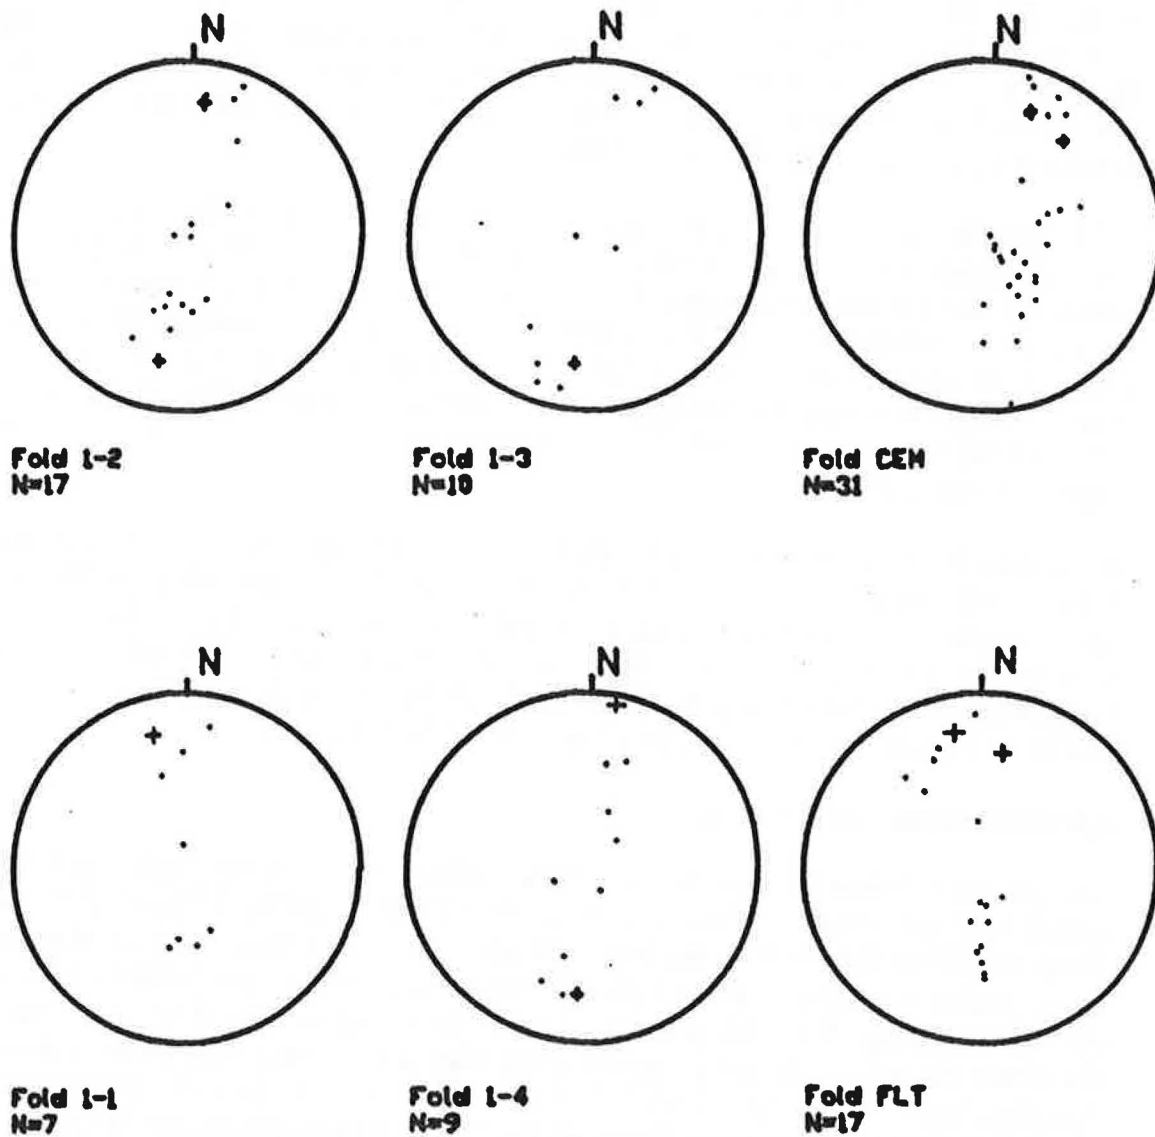 N
N
N
Fold 1-2
N=17
Fold 1-3
N=10
Fold CEM
N=31
N
N
N
Fold 1-1
N=7
Fold 1-4
N=9
Fold FLT
N=17